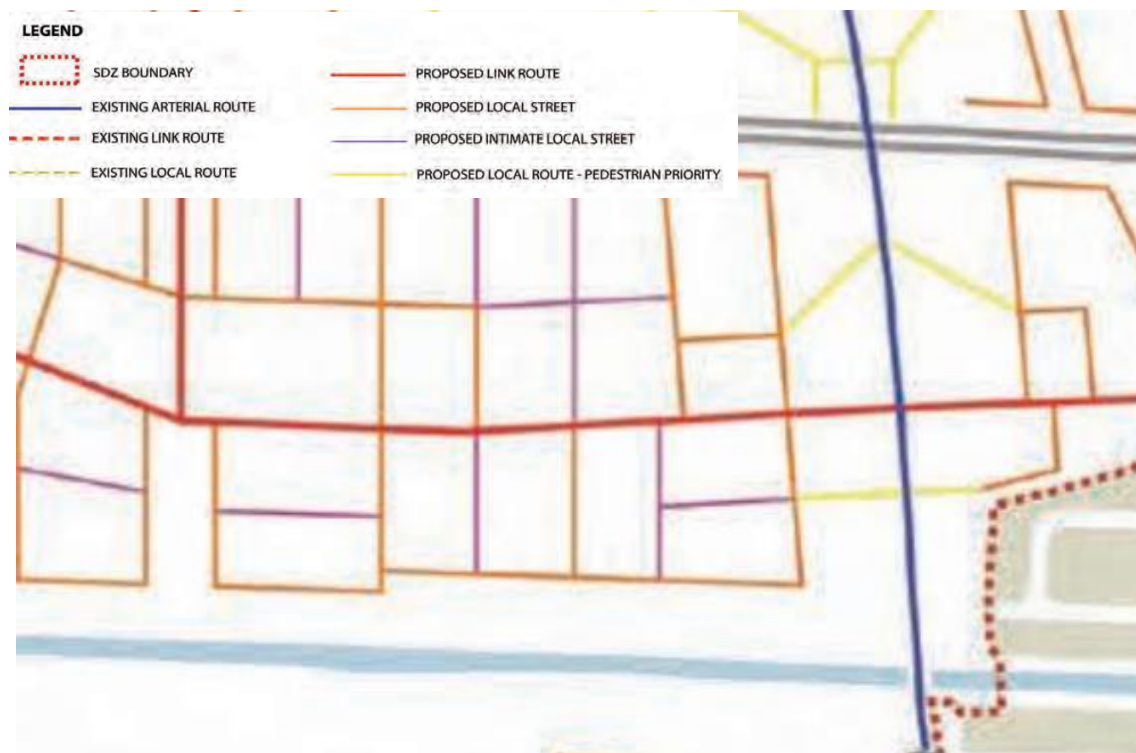 LEGEND
SDZ BOUNDARY
EXISTING ARTERIAL ROUTE
EXISTING LINK ROUTE
EXISTING LOCAL ROUTE
PROPOSED LINK ROUTE
PROPOSED LOCAL STREET
PROPOSED INTIMATE LOCAL STREET
PROPOSED LOCAL ROUTE - PEDESTRIAN PRIORITY